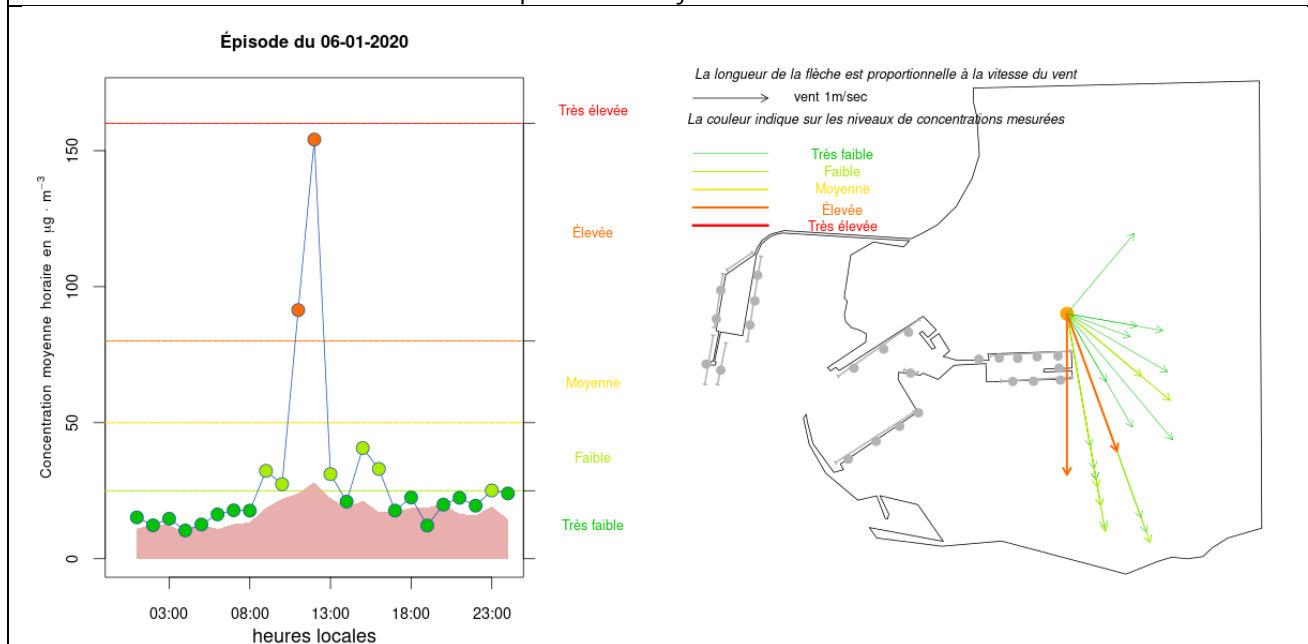 Épisode du 06-01-2020
Concentration moyenne horaire en µg · m⁻³
150
100
50
0
03:00 08:00 13:00 18:00 23:00
heures locales
Très élevée
Élevée
Moyenne
Faible
Très faible
La longueur de la flèche est proportionnelle à la vitesse du vent
vent 1m/sec
La couleur indique sur les niveaux de concentrations mesurées
Très faible
Faible
Moyenne
Élevée
Très élevée